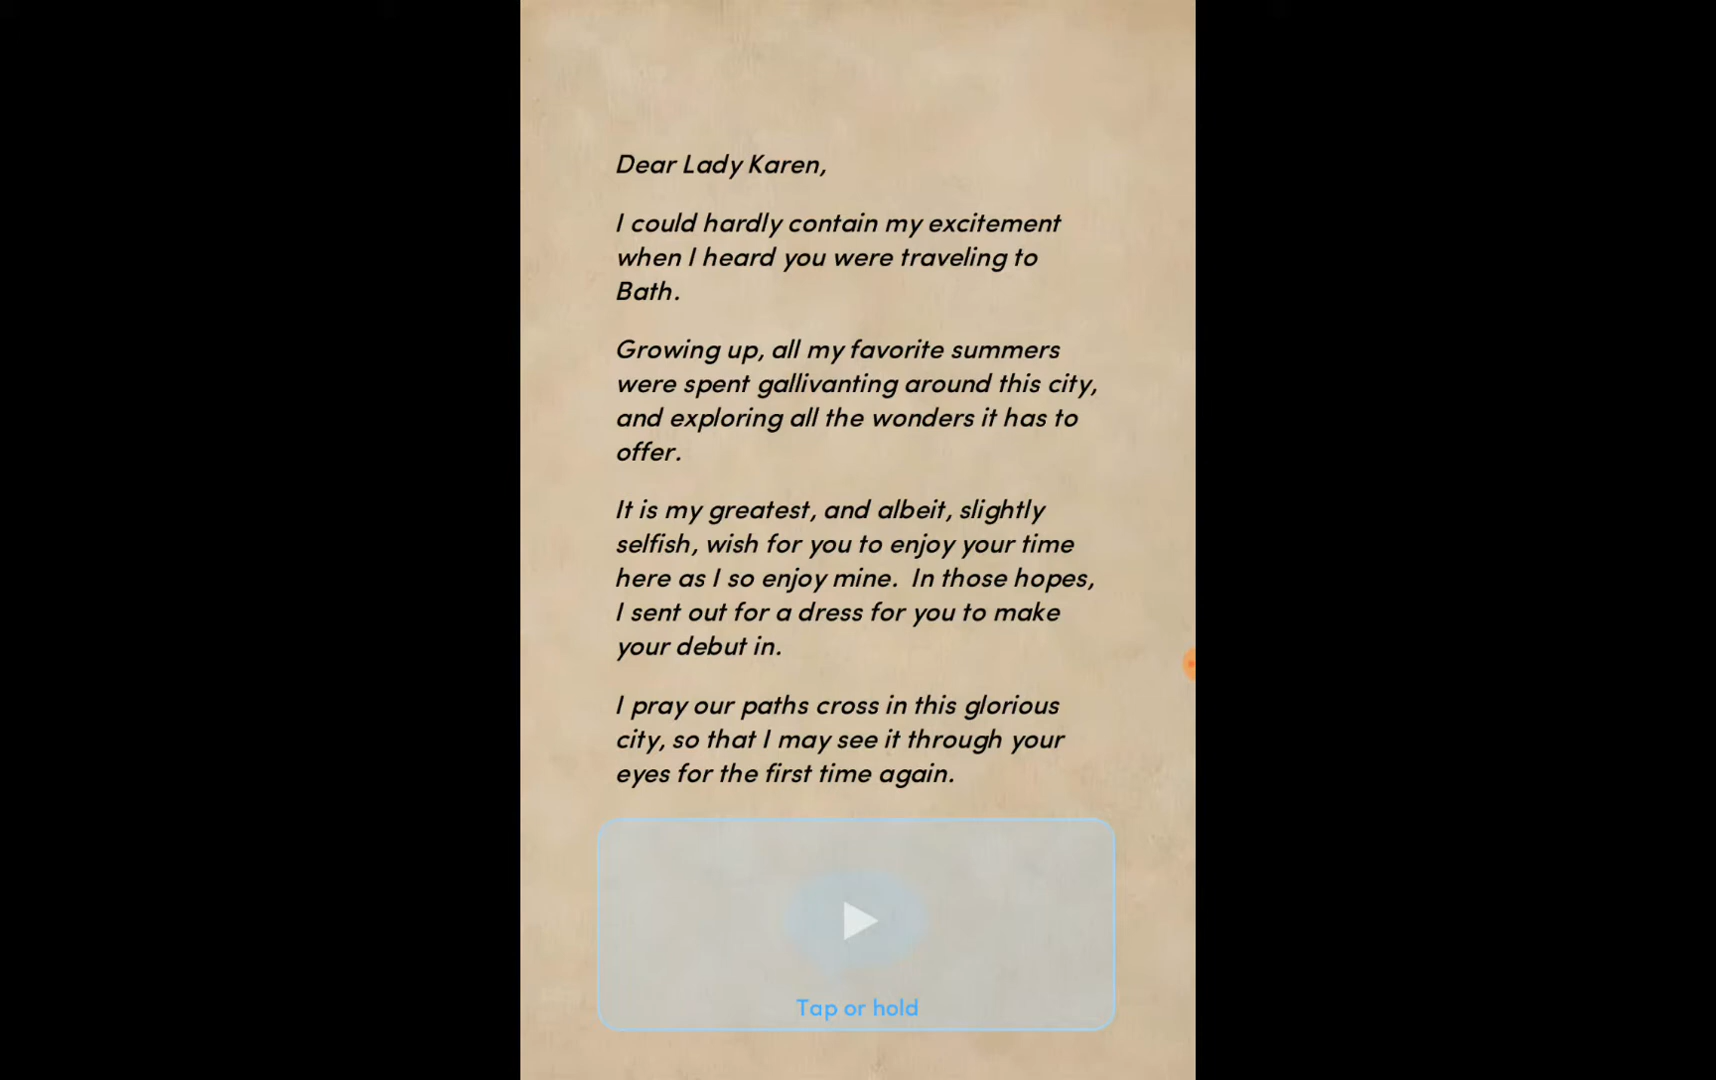 Dear Lady Karen,
I could hardly contain my excitement
when I heard you were traveling to
Bath.
Growing up, all my favorite summers
were spent gallivanting around this city,
and exploring all the wonders it has to
offer.
It is my greatest, and albeit, slightly
selfish, wish for you to enjoy your time
here as I so enjoy mine.  In those hopes,
I sent out for a dress for you to make
your debut in.
I pray our paths cross in this glorious
city, so that I may see it through your
eyes for the first time again.
Tap or hold